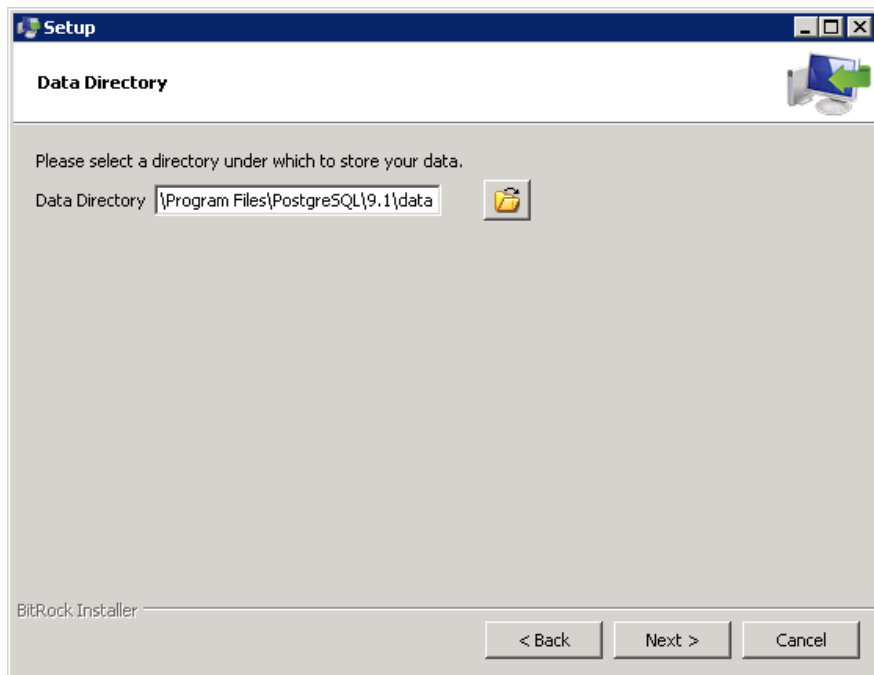 Setup
Data Directory
Please select a directory under which to store your data.
Data Directory \Program Files\PostgreSQL\9.1\data
BitRock Installer
< Back Next > Cancel